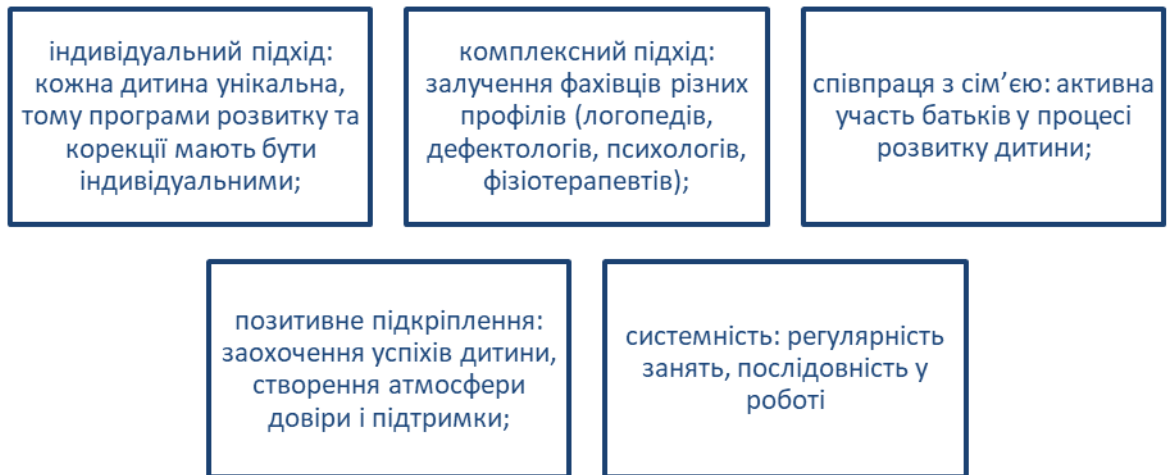 індивідуальний підхід:
кожна дитина унікальна,
тому програми розвитку та
корекції мають бути
індивідуальними;
комплексний підхід:
залучення фахівців різних
профілів (логопедів,
дефектологів, психологів,
фізіотерапевтів);
співпраця з сім’єю: активна
участь батьків у процесі
розвитку дитини;
позитивне підкріплення:
заохочення успіхів дитини,
створення атмосфери
довіри і підтримки;
системність: регулярність
занять, послідовність у
роботі